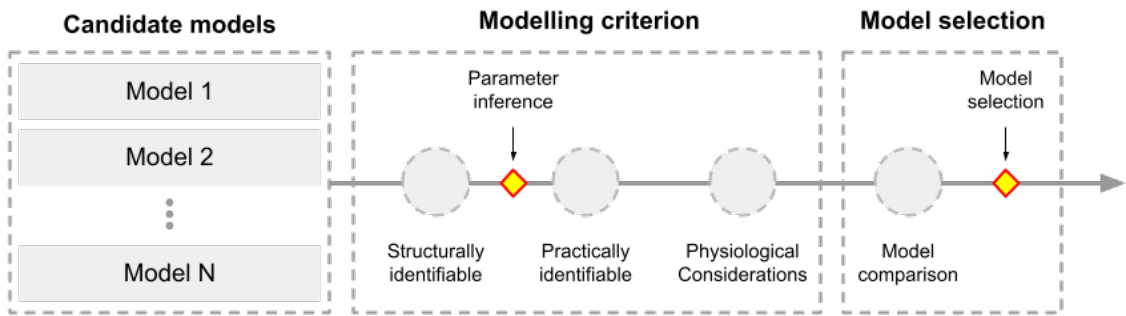 Candidate models
Model 1
Model 2
Model N
Modelling criterion
Parameter
inference
Structurally
identifiable
Practically
identifiable
Physiological
Considerations
Model selection
Model
selection
Model
comparison